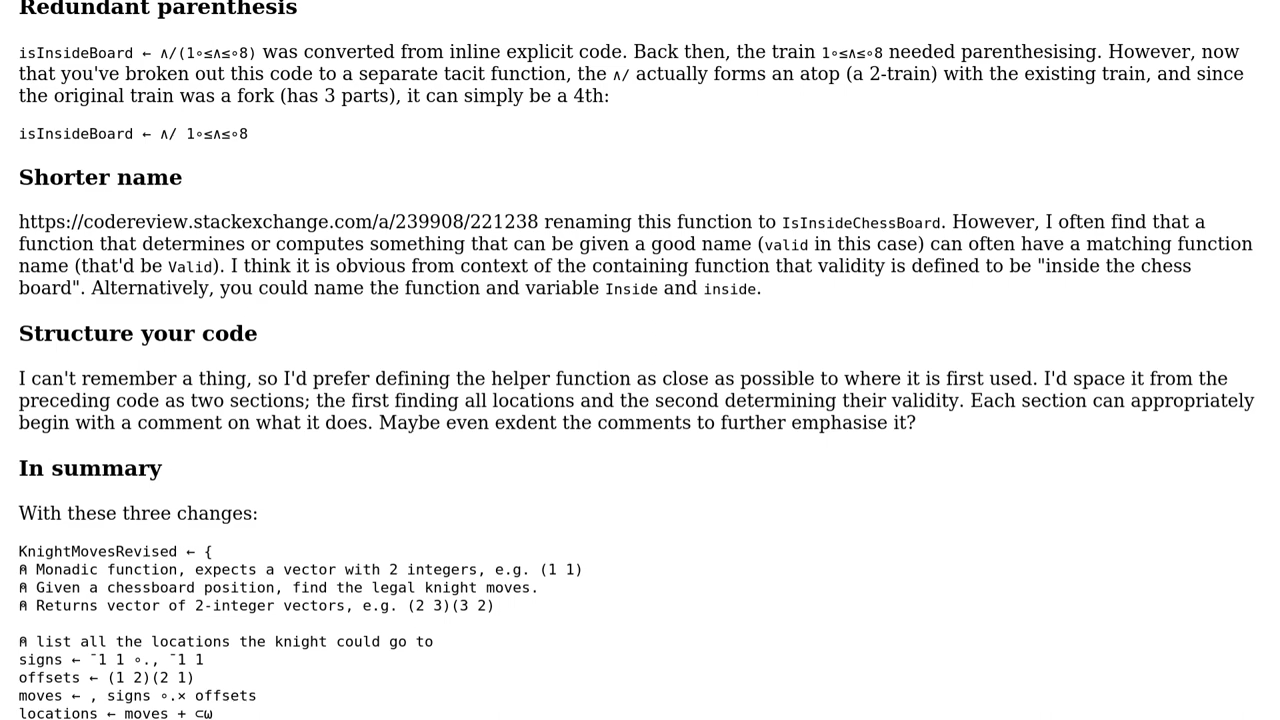 Redundant parenthesis
isInsideBoard ← ∧/(1∘≤∧≤∘8) was converted from inline explicit code. Back then, the train 1∘≤∧≤∘8 needed parenthesising. However, now
that you've broken out this code to a separate tacit function, the ∧/ actually forms an atop (a 2-train) with the existing train, and since
the original train was a fork (has 3 parts), it can simply be a 4th:
isInsideBoard ← ∧/ 1∘≤∧≤∘8
Shorter name
https://codereview.stackexchange.com/a/239908/221238 renaming this function to IsInsideChessBoard. However, I often find that a
function that determines or computes something that can be given a good name (valid in this case) can often have a matching function
name (that'd be Valid). I think it is obvious from context of the containing function that validity is defined to be "inside the chess
board". Alternatively, you could name the function and variable Inside and inside.
Structure your code
I can't remember a thing, so I'd prefer defining the helper function as close as possible to where it is first used. I'd space it from the
preceding code as two sections; the first finding all locations and the second determining their validity. Each section can appropriately
begin with a comment on what it does. Maybe even exdent the comments to further emphasise it?
In summary
With these three changes:
KnightMovesRevised ← {
⍝ Monadic function, expects a vector with 2 integers, e.g. (1 1)
⍝ Given a chessboard position, find the legal knight moves.
⍝ Returns vector of 2-integer vectors, e.g. (2 3)(3 2)
⍝ list all the locations the knight could go to
signs ← ¯1 1 ∘., ¯1 1
offsets ← (1 2)(2 1)
moves ← , signs ∘.× offsets
locations ← moves + ⊂⍵